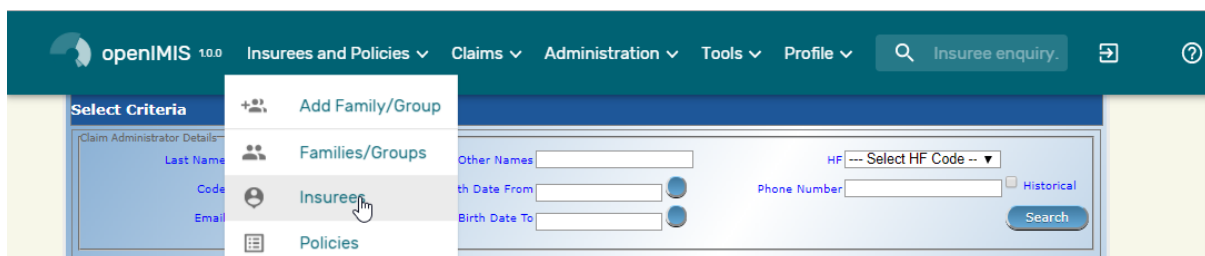 openIMIS 1.0.0 Insurees and Policies Claims Administration Tools Profile Insuree enquiry.
Select Criteria
Add Family/Group
Claim Administrator Details
Last Name
Families/Groups
Other Names
HF --- Select HF Code --
Code
Insurees
th Date From
Phone Number
Historical
Email
Birth Date To
Search
Policies